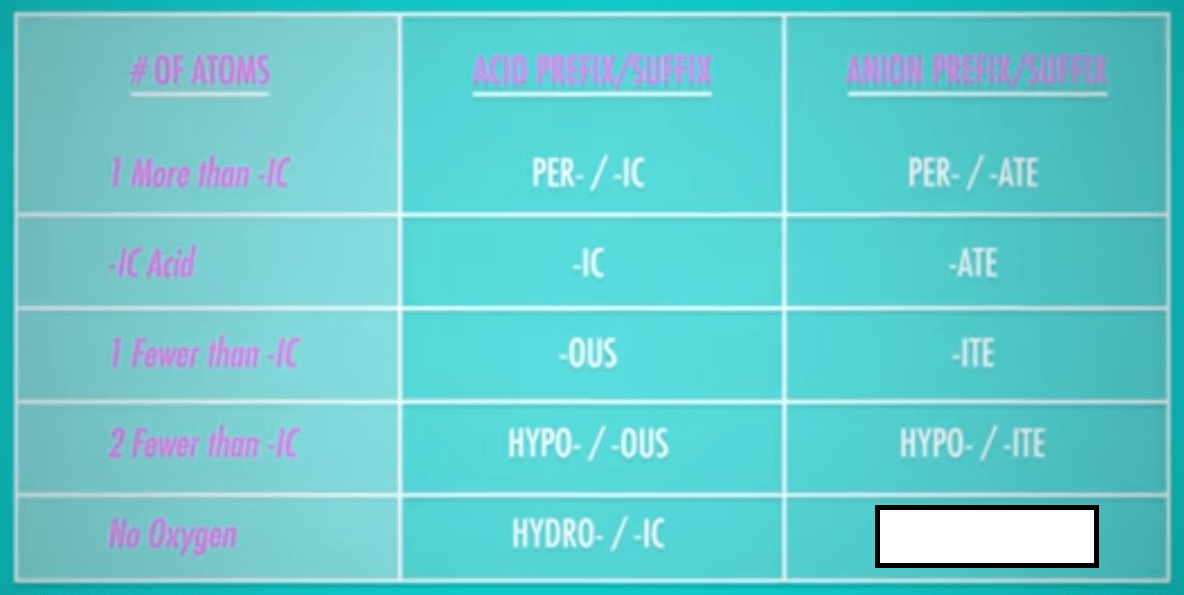 # OF ATOMS ACID PREFIX/SUFFIX ANION PREFIX/SUFFIX
1 More than -IC PER- / -IC PER- / -ATE
-IC Acid -IC -ATE
1 Fewer than -IC -OUS -ITE
2 Fewer than -IC HYPO- / -OUS HYPO- / -ITE
No Oxygen HYDRO- / -IC